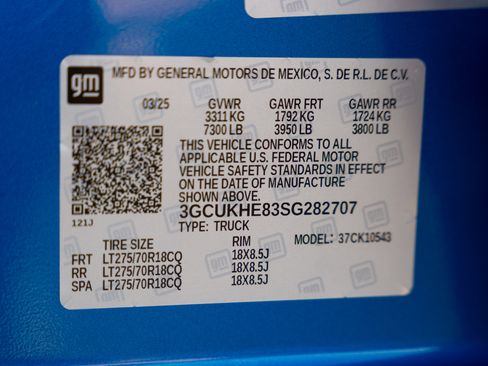 gm
MFD BY GENERAL MOTORS DE MEXICO, S. DE R.L. DE C.V.
03/25 GVWR GAWR FRT GAWR RR
3311 KG 1792 KG 1724 KG
7300 LB 3950 LB 3800 LB
THIS VEHICLE CONFORMS TO ALL
APPLICABLE U.S. FEDERAL MOTOR
VEHICLE SAFETY STANDARDS IN EFFECT
ON THE DATE OF MANUFACTURE
SHOWN ABOVE.
3GCUKHE83SG282707
121J
TYPE: TRUCK
TIRE SIZE RIM MODEL: 37CK10543
FRT LT275/70R18CQ 18X8.5J
RR LT275/70R18CQ 18X8.5J
SPA LT275/70R18CQ 18X8.5J